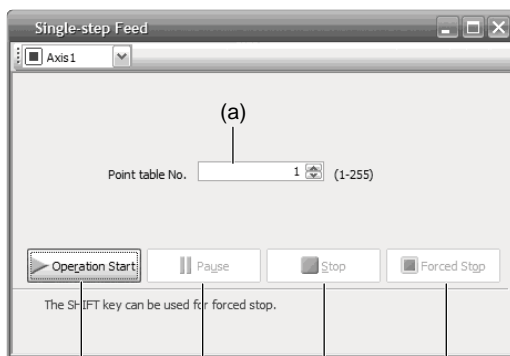 Single-step Feed
Axis1
(a)
Point table No. 1 (1-255)
Operation Start Pause Stop Forced Stop
The SHIFT key can be used for forced stop.